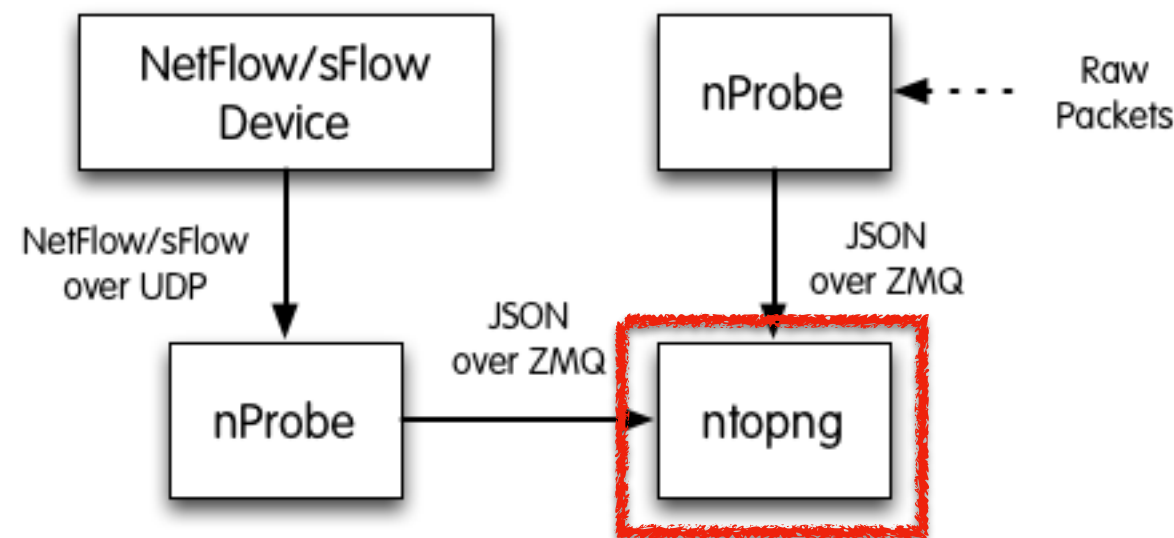 NetFlow/sFlow
Device
nProbe
Raw
Packets
NetFlow/sFlow
over UDP
JSON
over ZMQ
JSON
over ZMQ
nProbe
ntopng